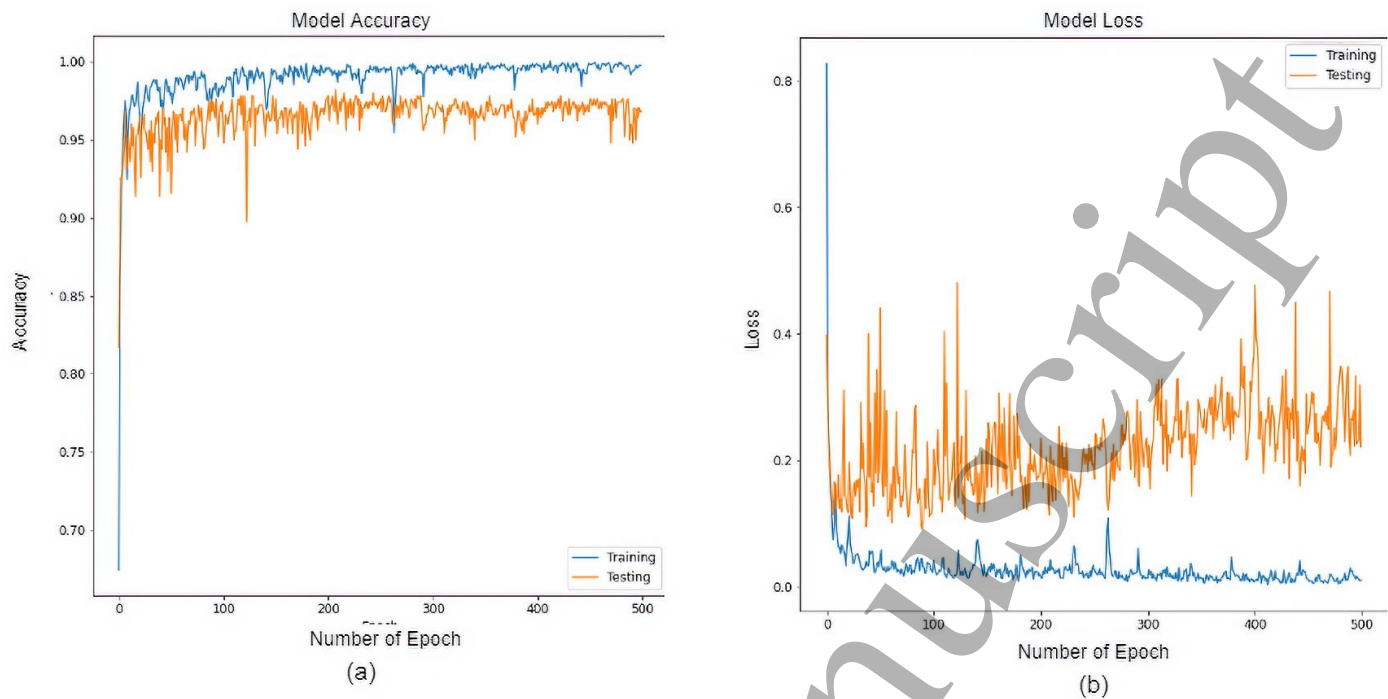 Model Accuracy
1.00
0.95
0.90
0.85
0.80
0.75
0.70
Accuracy
Training
Testing
0 100 200 300 400 500
Epoch
Number of Epoch
(a)
Model Loss
0.8
0.6
0.4
0.2
0.0
Loss
Training
Testing
0 100 200 300 400 500
Number of Epoch
(b)
nuscript